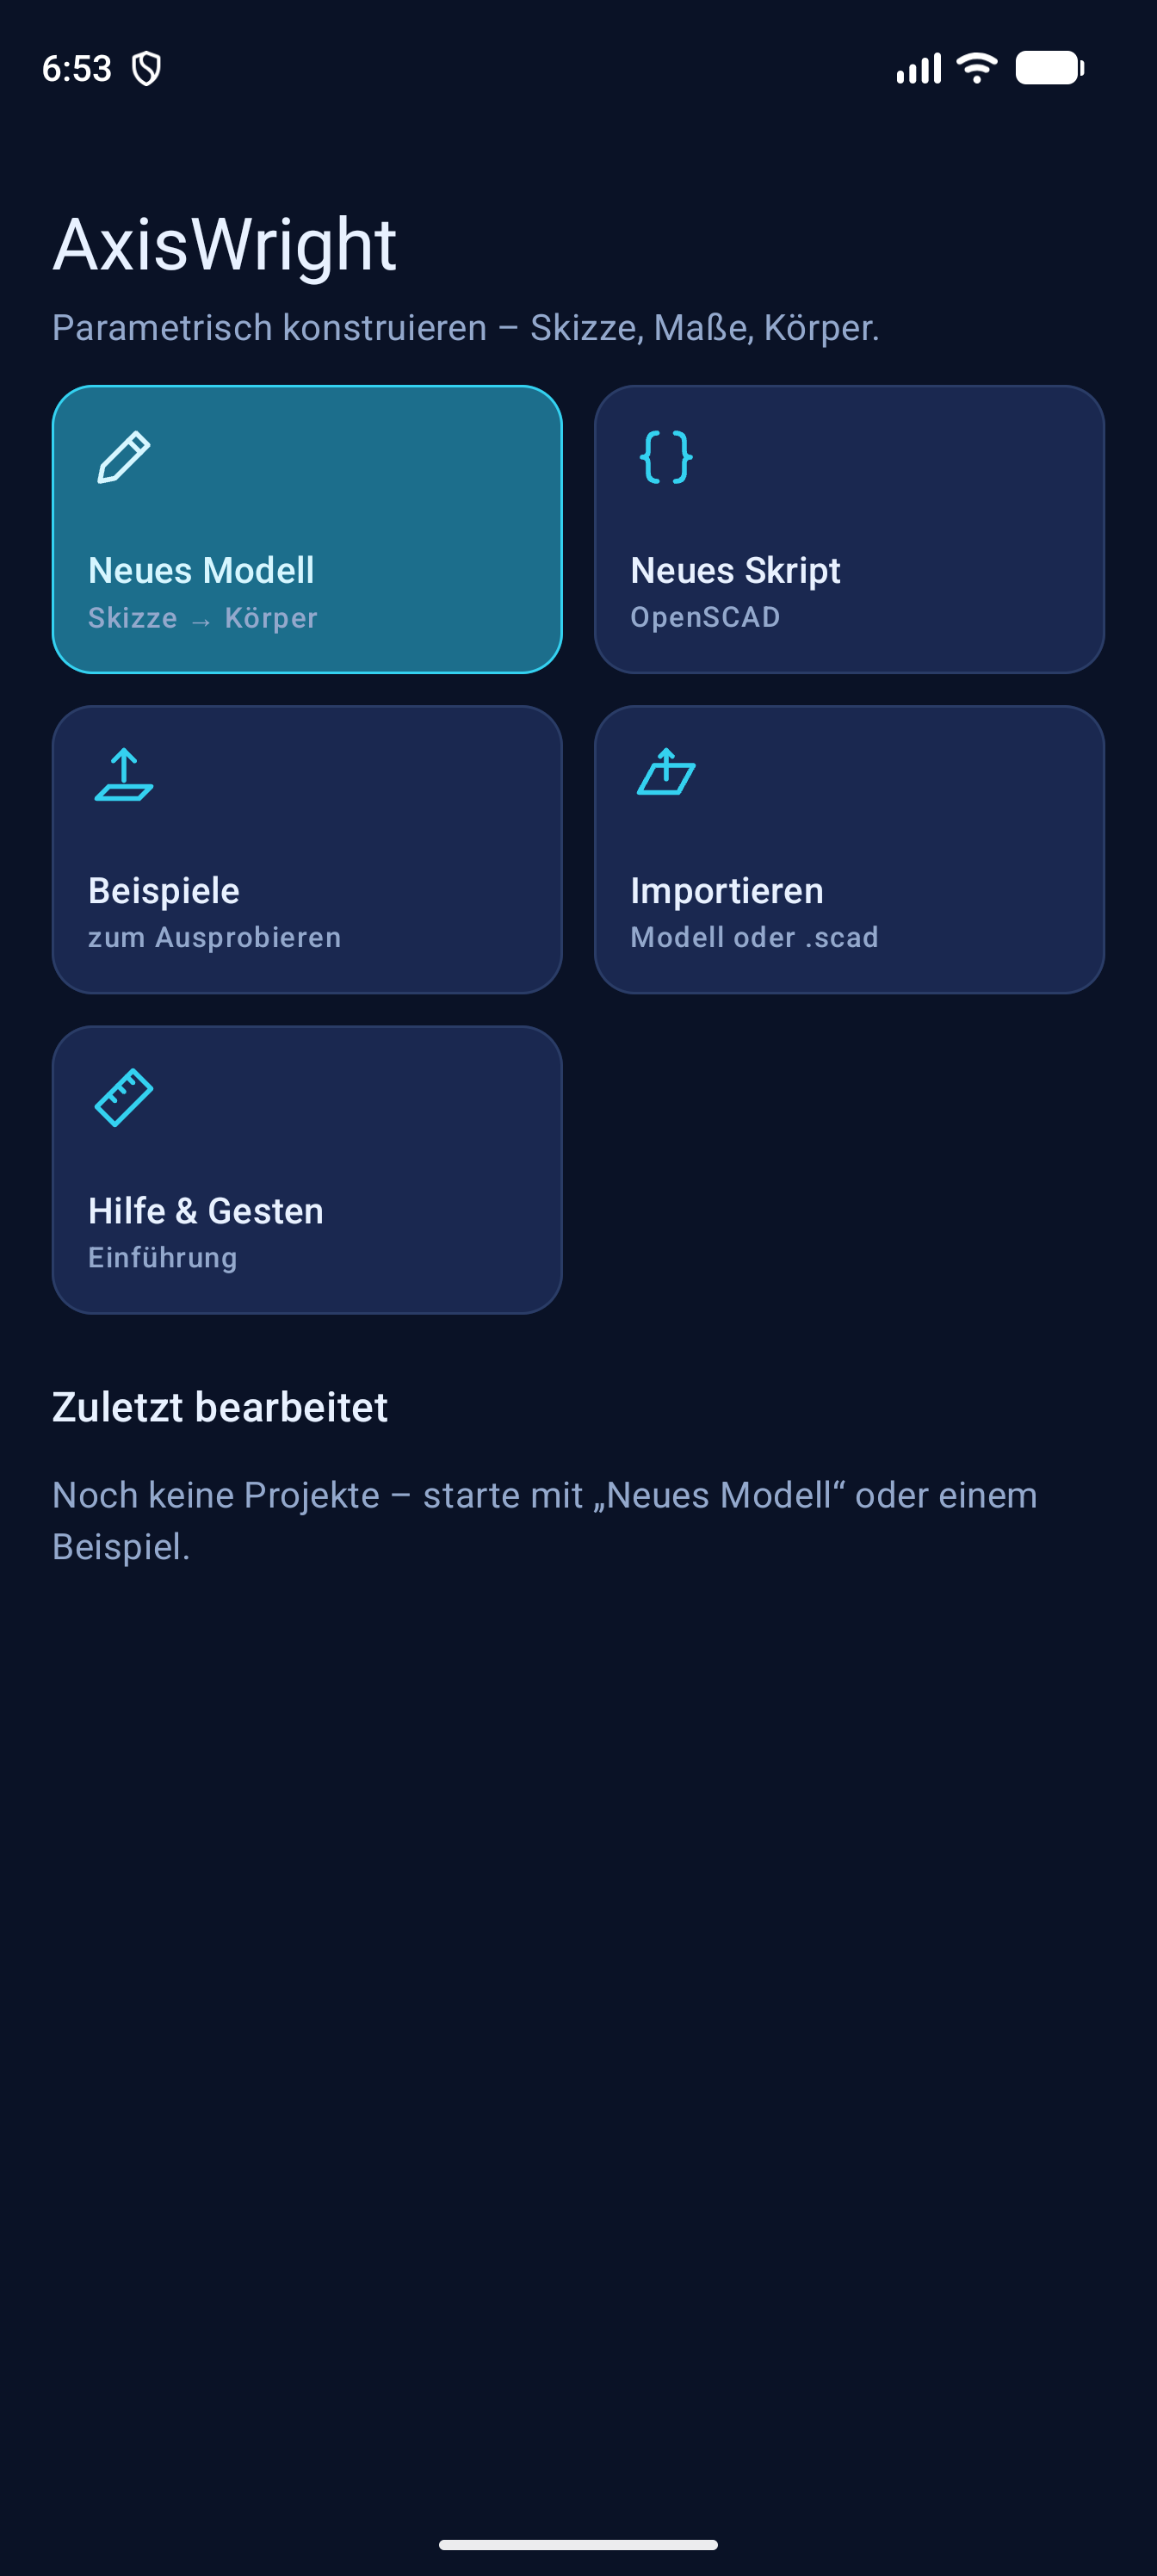 6:53
AxisWright
Parametrisch konstruieren – Skizze, Maße, Körper.
Neues Modell
Skizze → Körper
Neues Skript
OpenSCAD
Beispiele
zum Ausprobieren
Importieren
Modell oder .scad
Hilfe & Gesten
Einführung
Zuletzt bearbeitet
Noch keine Projekte – starte mit „Neues Modell“ oder einem
Beispiel.